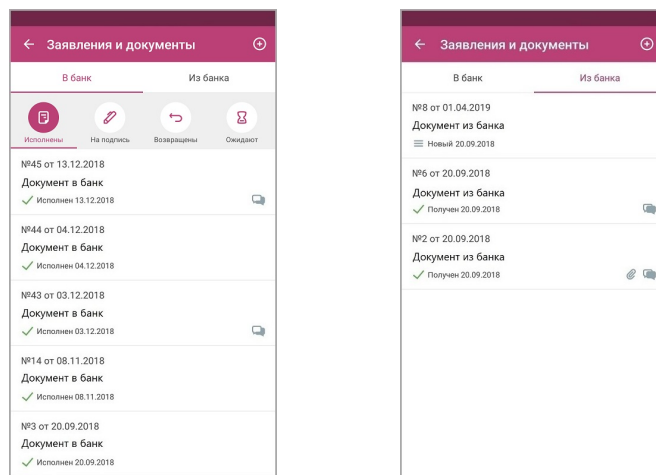 Заявления и документы
В банк
Из банка
Исполнены
На подпись
Возвращены
Ожидают
№45 от 13.12.2018
Документ в банк
Исполнен 13.12.2018
№44 от 04.12.2018
Документ в банк
Исполнен 04.12.2018
№43 от 03.12.2018
Документ в банк
Исполнен 03.12.2018
№14 от 08.11.2018
Документ в банк
Исполнен 08.11.2018
№3 от 20.09.2018
Документ в банк
Исполнен 20.09.2018
Заявления и документы
В банк
Из банка
№8 от 01.04.2019
Документ из банка
Новый 20.09.2018
№6 от 20.09.2018
Документ из банка
Получен 20.09.2018
№2 от 20.09.2018
Документ из банка
Получен 20.09.2018